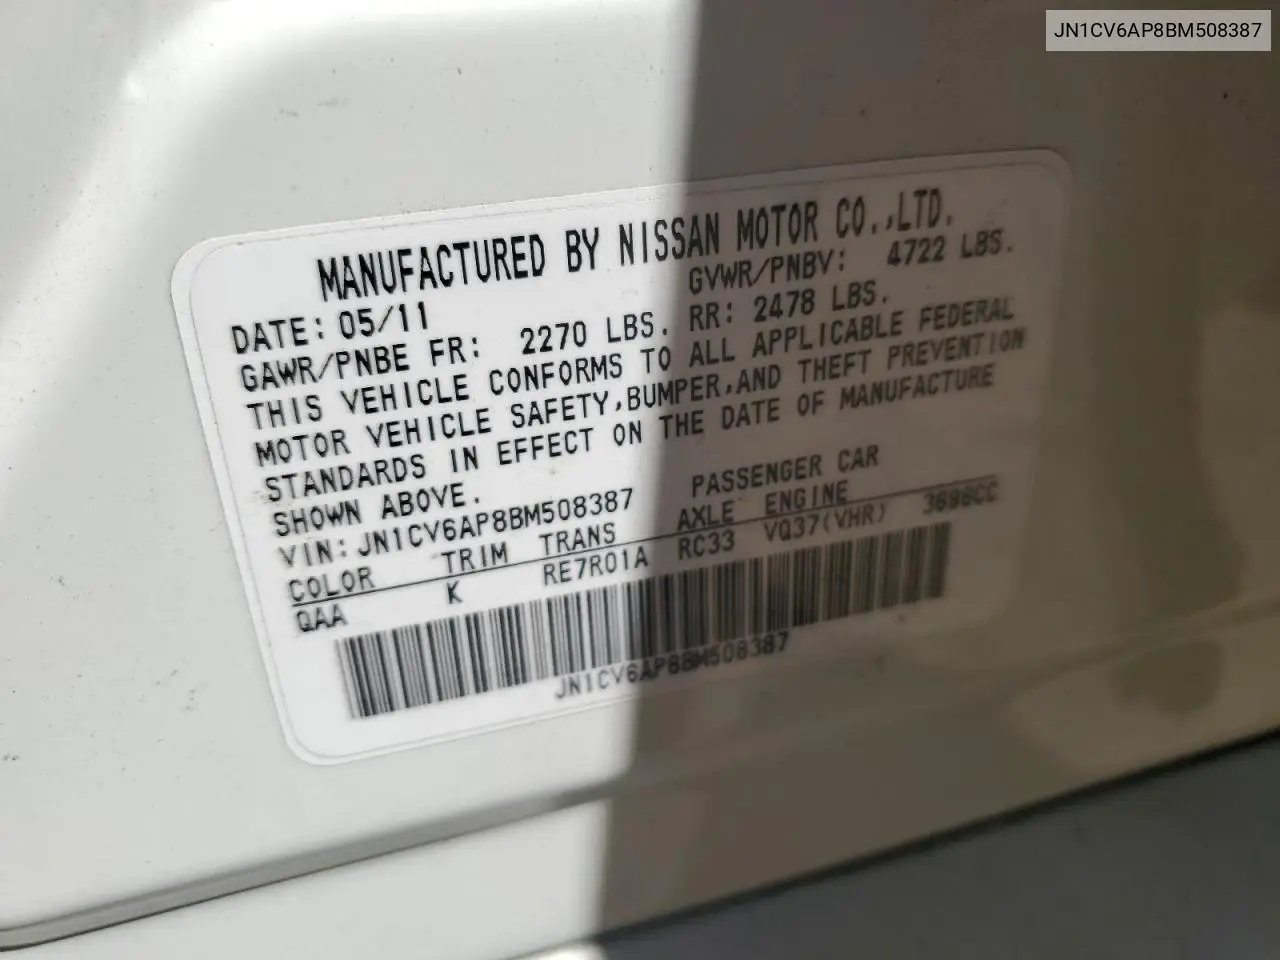 JN1CV6AP8BM508387
MANUFACTURED BY NISSAN MOTOR CO.,LTD.
DATE: 05/11 GVWR/PNBV: 4722 LBS.
GAWR/PNBE FR: 2270 LBS. RR: 2478 LBS.
THIS VEHICLE CONFORMS TO ALL APPLICABLE FEDERAL
MOTOR VEHICLE SAFETY,BUMPER,AND THEFT PREVENTION
STANDARDS IN EFFECT ON THE DATE OF MANUFACTURE
SHOWN ABOVE.
VIN: JN1CV6AP8BM508387 PASSENGER CAR
COLOR TRIM TRANS AXLE ENGINE
QAA K RE7R01A RC33 VQ37(VHR) 3696CC
JN1CV6AP8BM508387